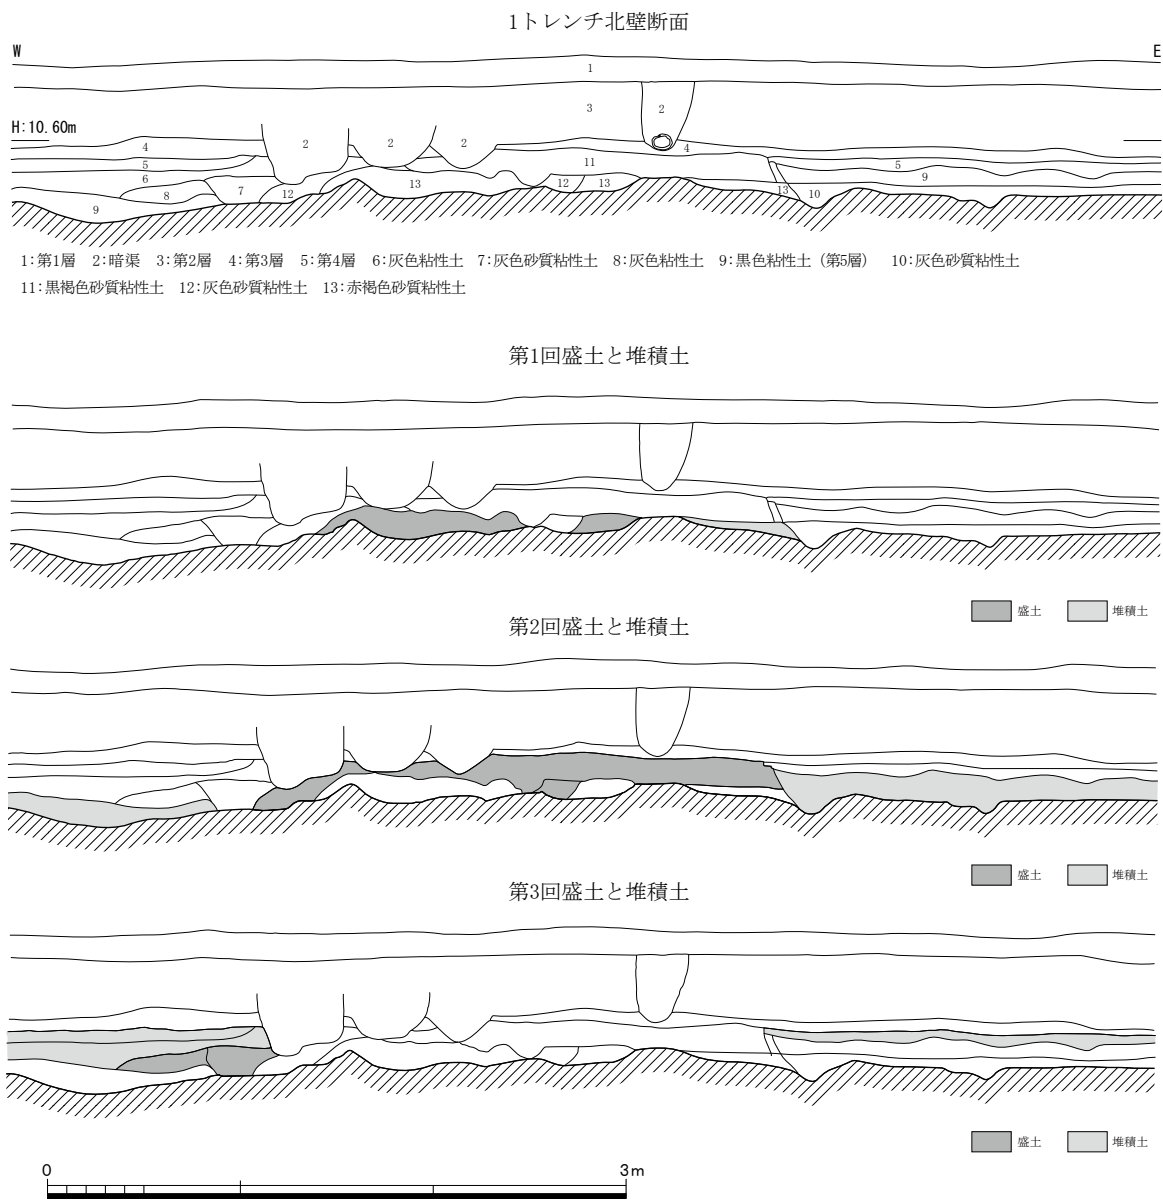 1トレンチ北壁断面
W
E
1
3
2
H:10.60m
4
2
2
2
4
5
11
5
6
9
8
7
12
13
12
13
13
10
9
1:第1層 2:暗渠 3:第2層 4:第3層 5:第4層 6:灰色粘性土 7:灰色砂質粘性土 8:灰色粘性土 9:黒色粘性土(第5層) 10:灰色砂質粘性土
11:黒褐色砂質粘性土 12:灰色砂質粘性土 13:赤褐色砂質粘性土
第1回盛土と堆積土
盛土 堆積土
第2回盛土と堆積土
盛土 堆積土
第3回盛土と堆積土
盛土 堆積土
0 3m